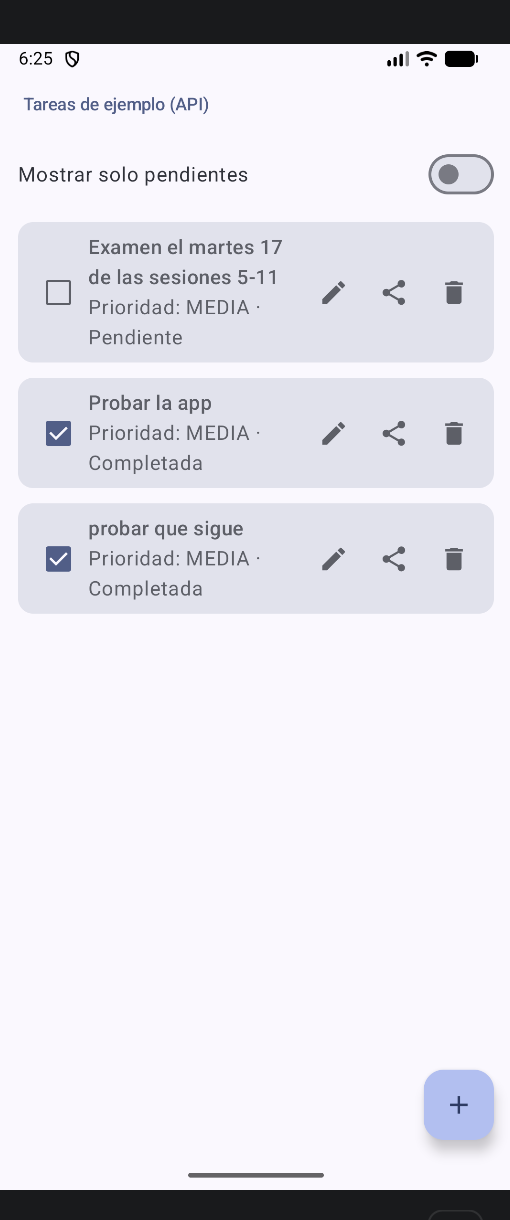 6:25
Tareas de ejemplo (API)
Mostrar solo pendientes
Examen el martes 17
de las sesiones 5-11
Prioridad: MEDIA ·
Pendiente
Probar la app
Prioridad: MEDIA ·
Completada
probar que sigue
Prioridad: MEDIA ·
Completada